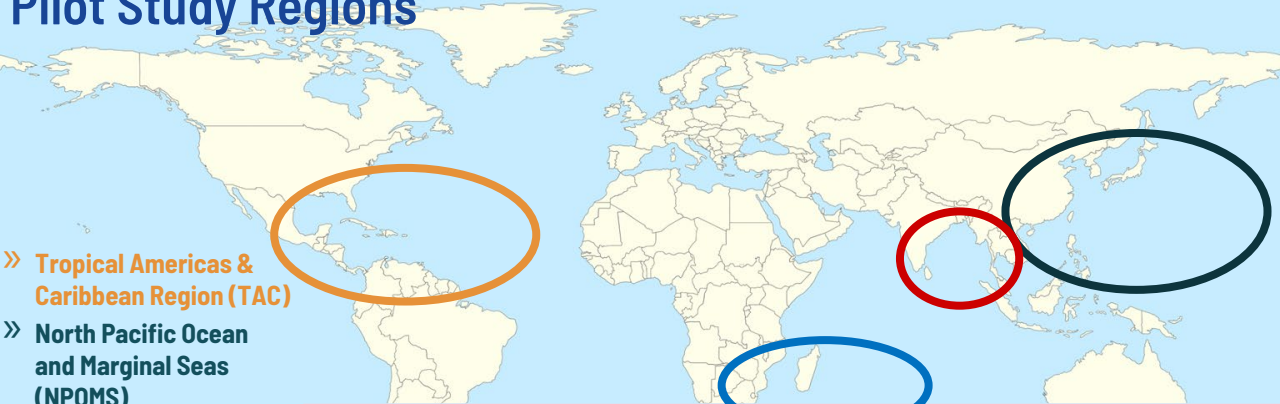 Pilot Study Regions
» Tropical Americas &
Caribbean Region (TAC)
» North Pacific Ocean
and Marginal Seas
(NPOMS)